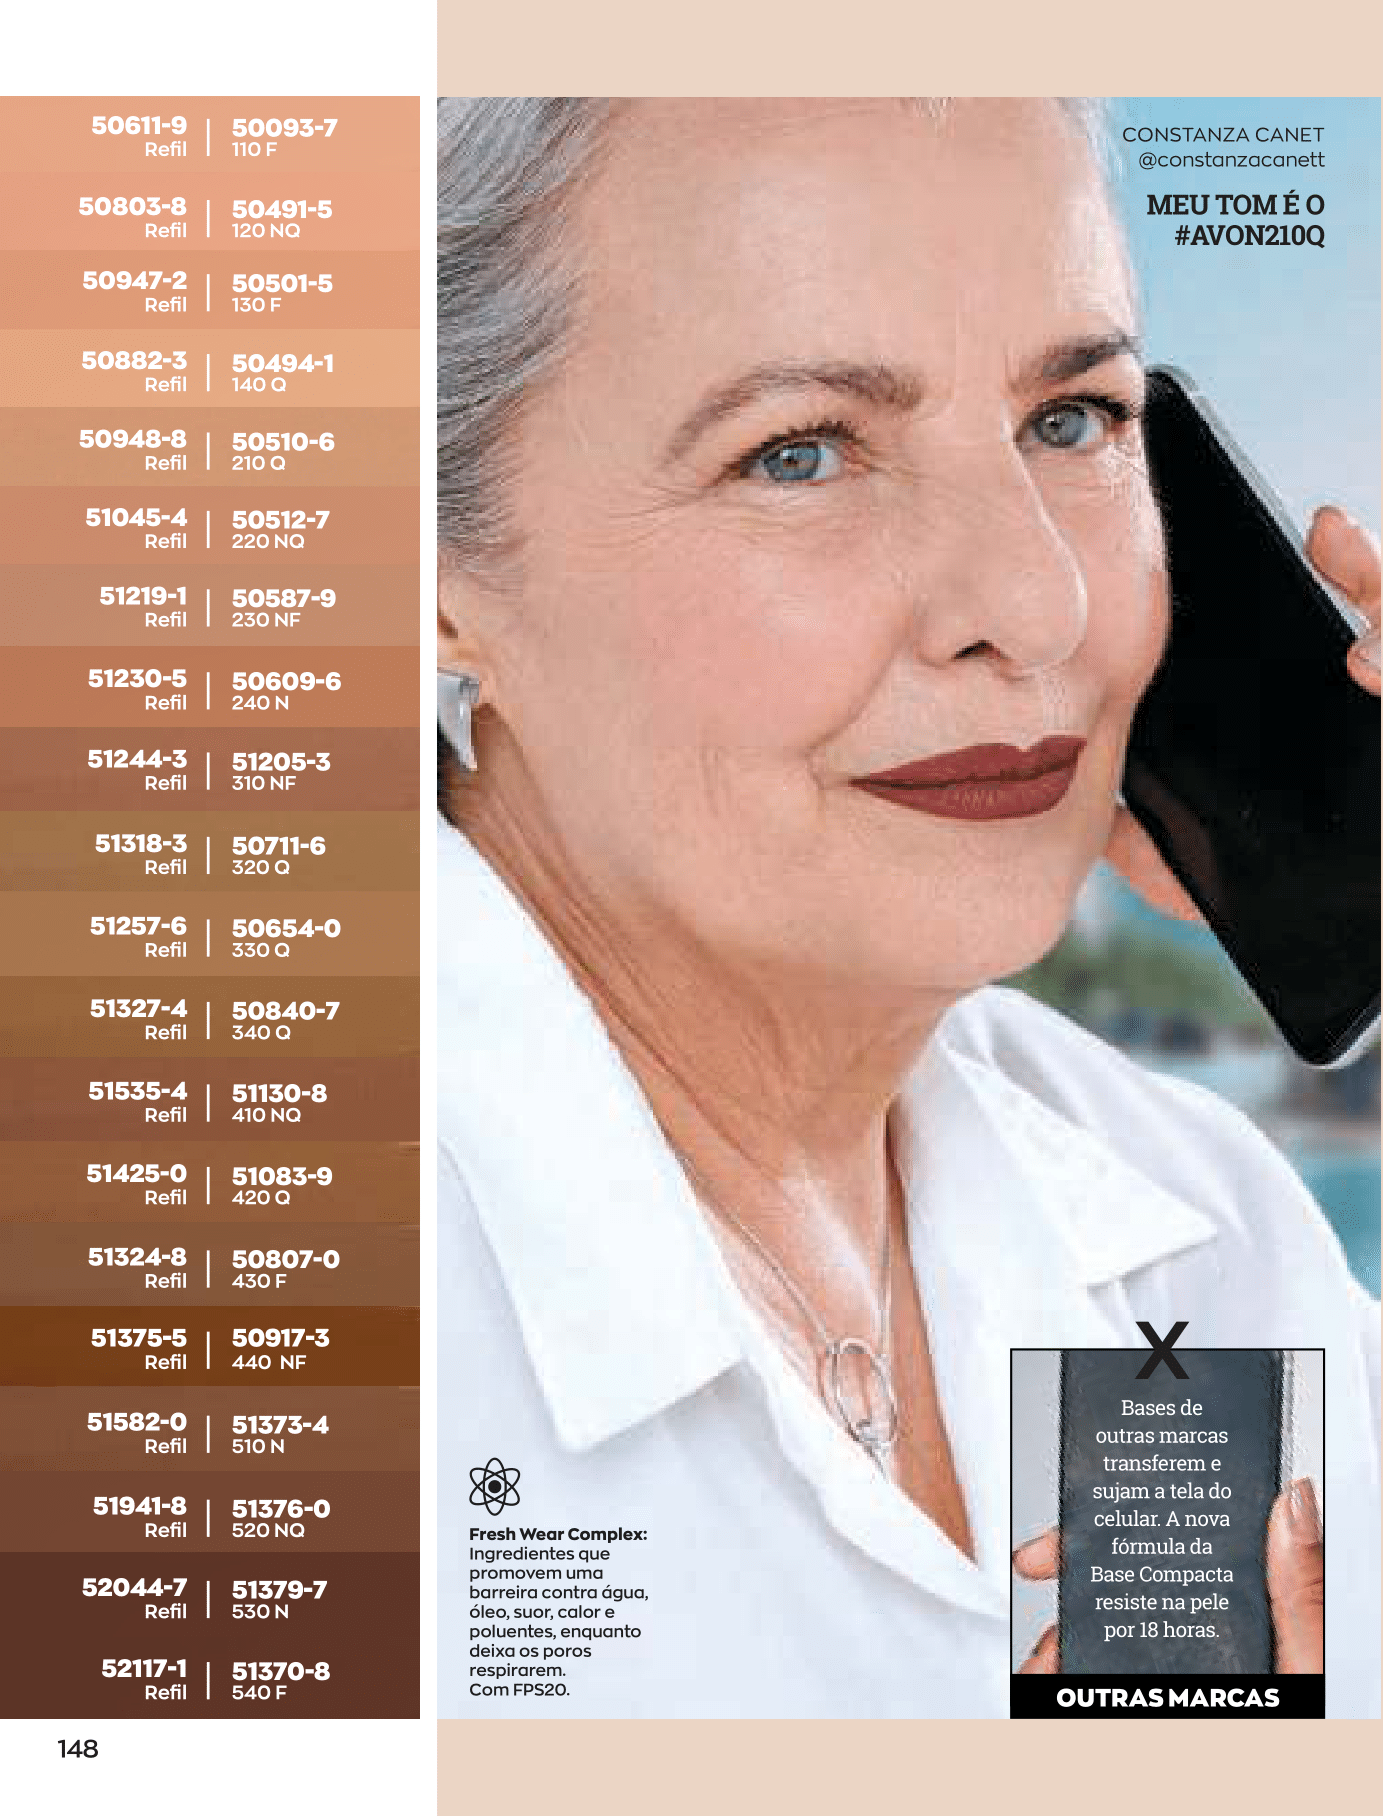 50611-9 | 50093-7
Refil | 110 F
50803-8 | 50491-5
Refil | 120 NQ
50947-2 | 50501-5
Refil | 130 F
50882-3 | 50494-1
Refil | 140 Q
50948-8 | 50510-6
Refil | 210 Q
51045-4 | 50512-7
Refil | 220 NQ
51219-1 | 50587-9
Refil | 230 NF
51230-5 | 50609-6
Refil | 240 N
51244-3 | 51205-3
Refil | 310 NF
51318-3 | 50711-6
Refil | 320 Q
51257-6 | 50654-0
Refil | 330 Q
51327-4 | 50840-7
Refil | 340 Q
51535-4 | 51130-8
Refil | 410 NQ
51425-0 | 51083-9
Refil | 420 Q
51324-8 | 50807-0
Refil | 430 F
51375-5 | 50917-3
Refil | 440 NF
51582-0 | 51373-4
Refil | 510 N
51941-8 | 51376-0
Refil | 520 NQ
52044-7 | 51379-7
Refil | 530 N
52117-1 | 51370-8
Refil | 540 F
148
CONSTANZA CANET
@constanzacanett
MEU TOM É O
#AVON210Q
Fresh Wear Complex:
Ingredientes que
promovem uma
barreira contra água,
óleo, suor, calor e
poluentes, enquanto
deixa os poros
respirarem.
Com FPS20.
X
Bases de
outras marcas
transferem e
sujam a tela do
celular. A nova
fórmula da
Base Compacta
resiste na pele
por 18 horas.
OUTRAS MARCAS